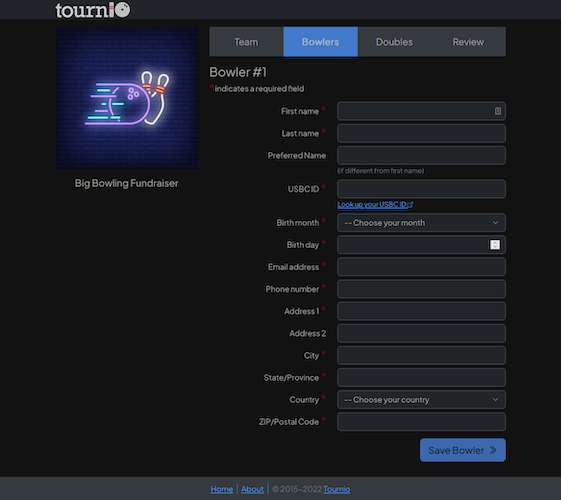 tournio
Team
Bowlers
Doubles
Review
Bowler #1
* Indicates a required field
First name *
Last name *
Preferred Name
(if different from first name)
USBC ID *
Look up your USBC ID
Birth month * -- Choose your month
Birth day *
Email address *
Phone number *
Address 1 *
Address 2
City *
State/Province *
Country * -- Choose your country
ZIP/Postal Code *
Save Bowler »
Big Bowling Fundraiser
Home | About | © 2015-2022 Tournio